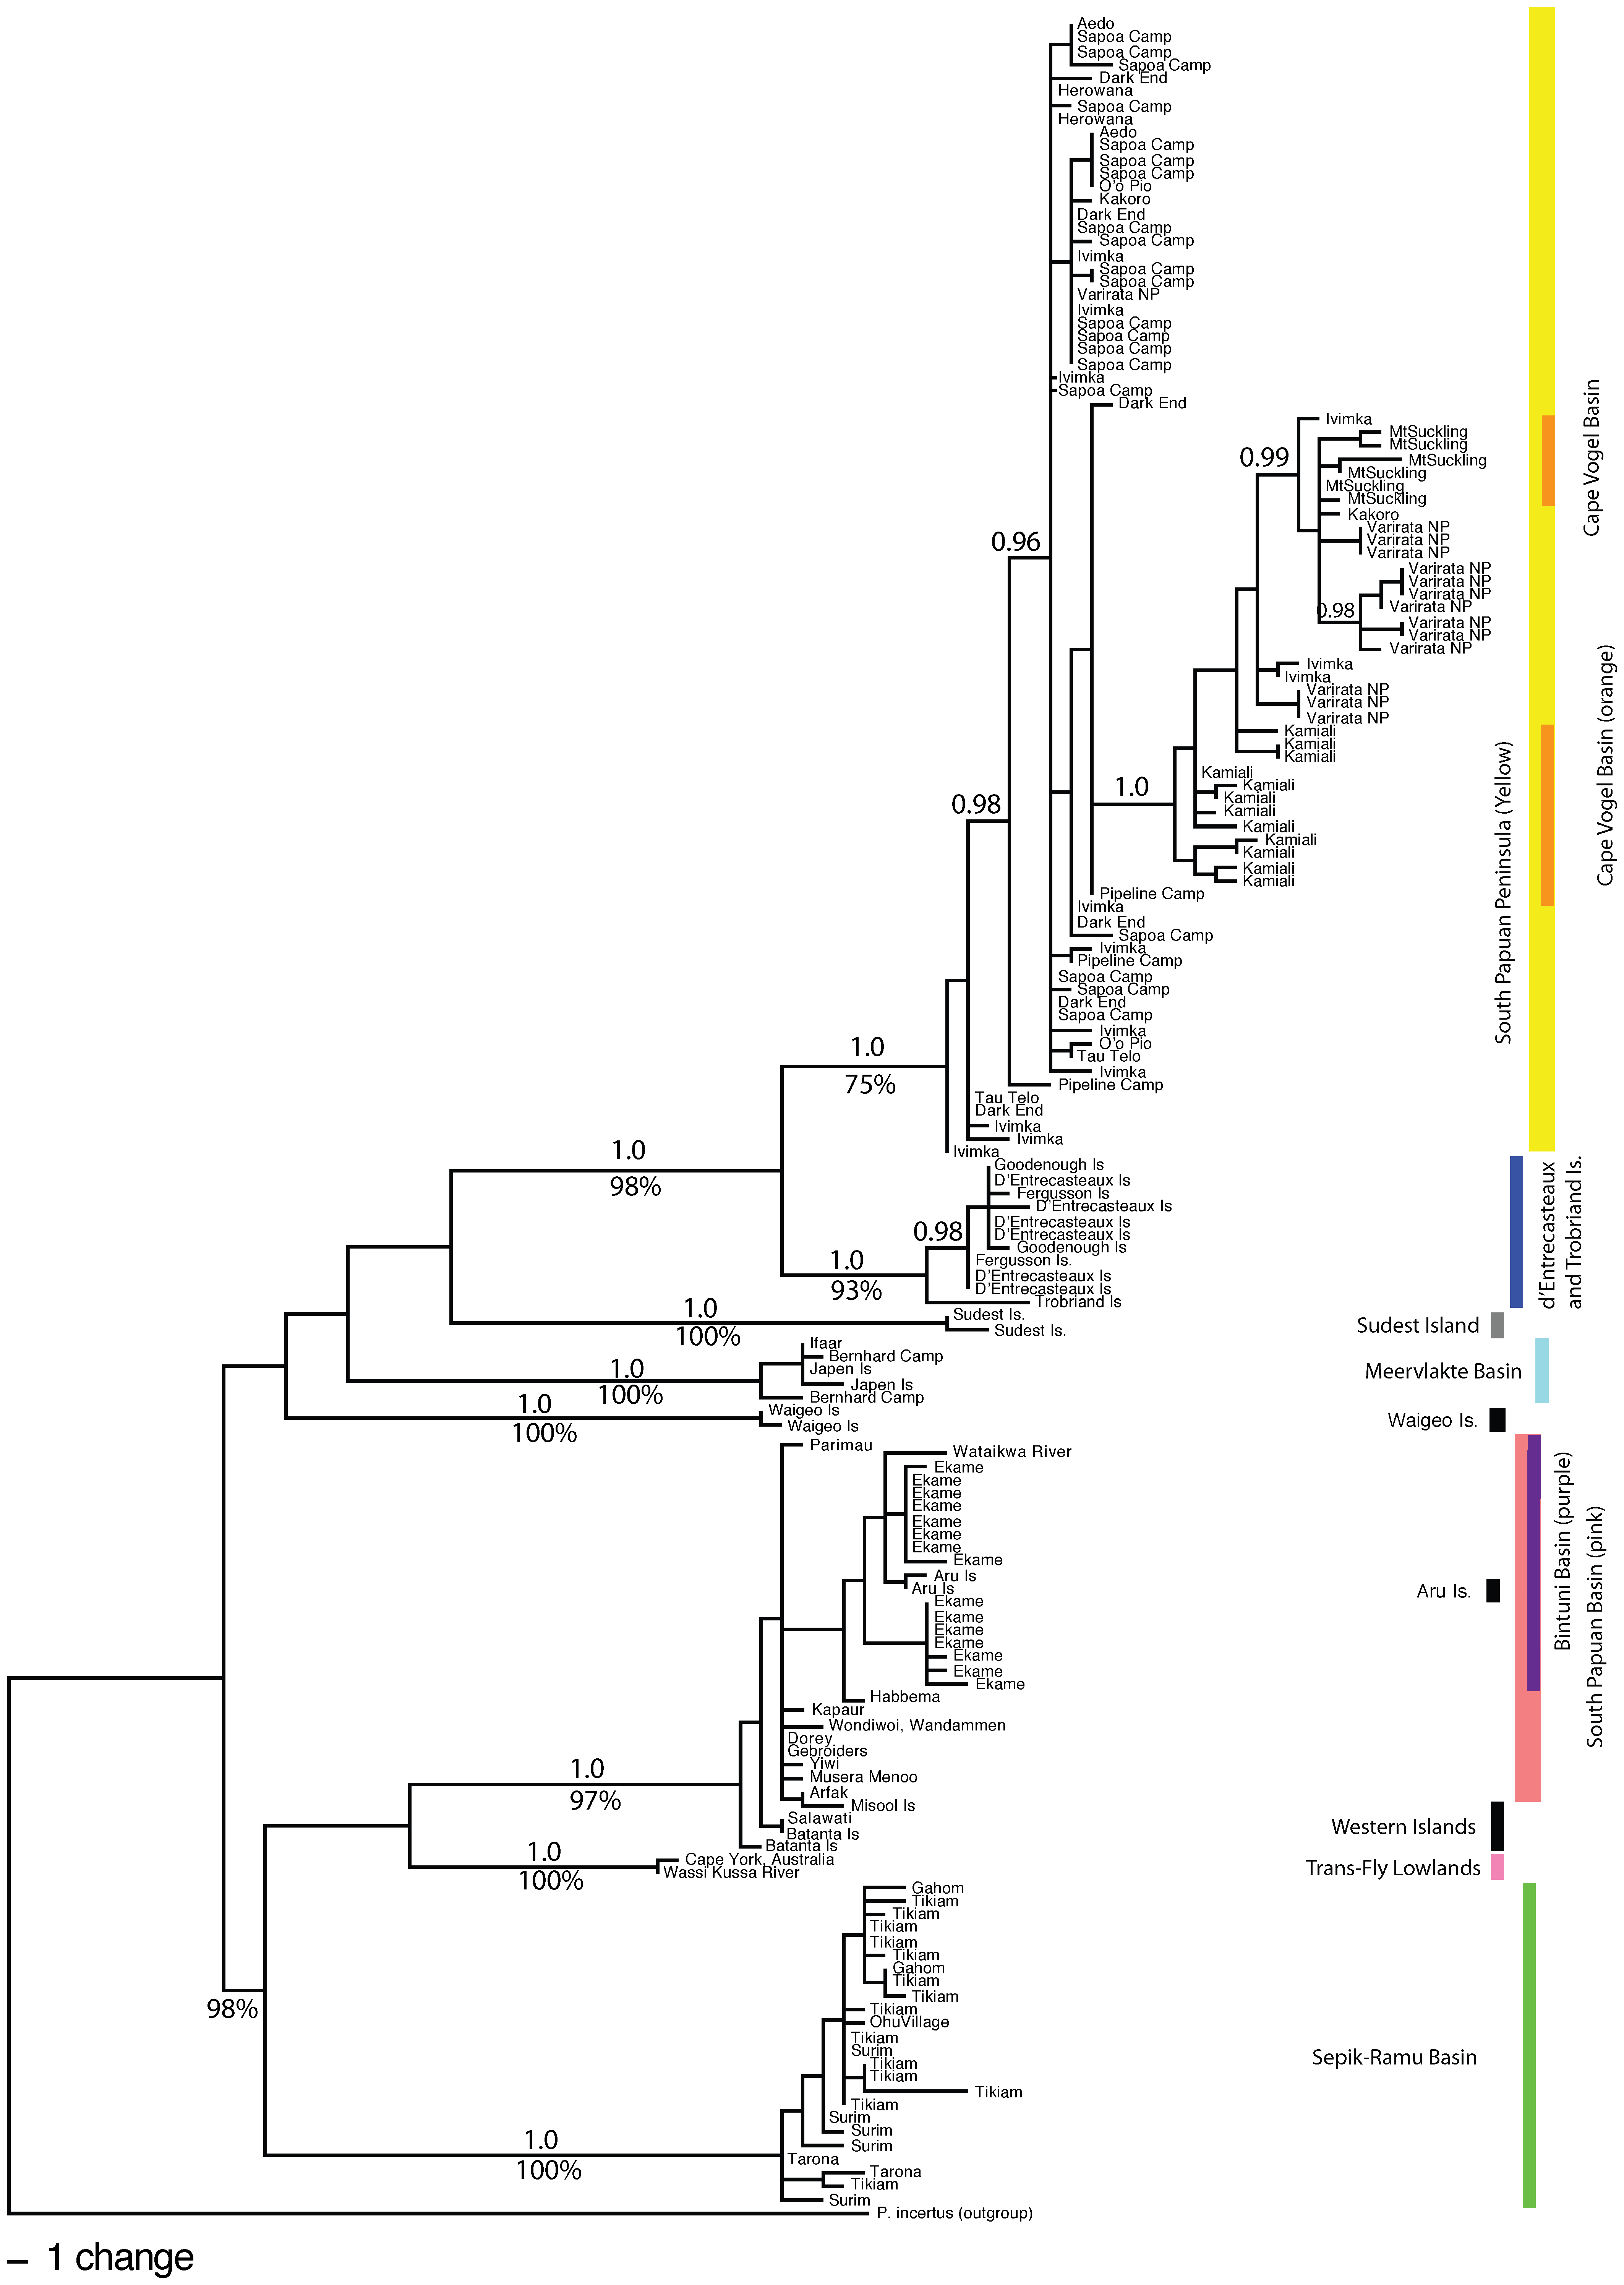 Aedo
Sapoa Camp
Sapoa Camp
Sapoa Camp
Dark End
Herowana
Sapoa Camp
Herowana
Aedo
Sapoa Camp
Sapoa Camp
Sapoa Camp
O'o Pio
Kakoro
Dark End
Sapoa Camp
Sapoa Camp
Ivimka
Sapoa Camp
Sapoa Camp
Varirata NP
Ivimka
Sapoa Camp
Sapoa Camp
Sapoa Camp
Sapoa Camp
Ivimka
Sapoa Camp
Dark End
Ivimka
MtSuckling
MtSuckling
0.99
MtSuckling
MtSuckling
MtSuckling
MtSuckling
Kakoro
Varirata NP
Varirata NP
Varirata NP
0.96
Varirata NP
Varirata NP
Varirata NP
Varirata NP
0.98
Varirata NP
Varirata NP
Varirata NP
Ivimka
Ivimka
Varirata NP
Varirata NP
Varirata NP
Kamiali
Kamiali
Kamiali
Kamiali
Kamiali
1.0
Kamiali
0.98
Kamiali
Kamiali
Kamiali
Kamiali
Kamiali
Kamiali
Pipeline Camp
Ivimka
Dark End
Sapoa Camp
Ivimka
Pipeline Camp
Sapoa Camp
Sapoa Camp
Dark End
Sapoa Camp
Ivimka
O'o Pio
1.0
Tau Telo
Ivimka
75%
Pipeline Camp
Tau Telo
Dark End
Ivimka
Ivimka
1.0
Ivimka
98%
Goodenough Is
D'Entrecasteaux Is
Fergusson Is
D'Entrecasteaux Is
D'Entrecasteaux Is
D'Entrecasteaux Is
0.98
Goodenough Is
1.0
Fergusson Is.
D'Entrecasteaux Is
93%
D'Entrecasteaux Is
Trobriand Is
1.0
Sudest Is.
100%
Sudest Is.
Ifaar
Bernhard Camp
1.0
Japen Is
100%
Japen Is
Bernhard Camp
1.0
Waigeo Is
100%
Waigeo Is
Parimau
Wataikwa River
Ekame
Ekame
Ekame
Ekame
Ekame
Ekame
Ekame
Ekame
Aru Is
Aru Is
Ekame
Ekame
Ekame
Ekame
Ekame
Ekame
Ekame
Habbema
Kapaur
Wondiwoi, Wandammen
Dorey
Gebroiders
Yiwi
1.0
Musera Menoo
97%
Arfak
Misool Is
Salawati
Batanta Is
Batanta Is
1.0
Cape York, Australia
100%
Wassi Kussa River
Gahom
Tikiam
Tikiam
Tikiam
Tikiam
Tikiam
Gahom
Tikiam
98%
Tikiam
Tikiam
OhuVillage
Tikiam
Surim
Tikiam
Tikiam
Tikiam
Tikiam
Surim
Surim
1.0
Surim
Tarona
100%
Tarona
Tikiam
Surim
P. incertus (outgroup)
1 change
Cape Vogel Basin
Cape Vogel Basin (orange)
South Papuan Peninsula (Yellow)
d'Entrecasteaux
and Trobriand Is.
Sudest Island
Meervlakte Basin
Waigeo Is.
Bintuni Basin (purple)
South Papuan Basin (pink)
Aru Is.
Western Islands
Trans-Fly Lowlands
Sepik-Ramu Basin